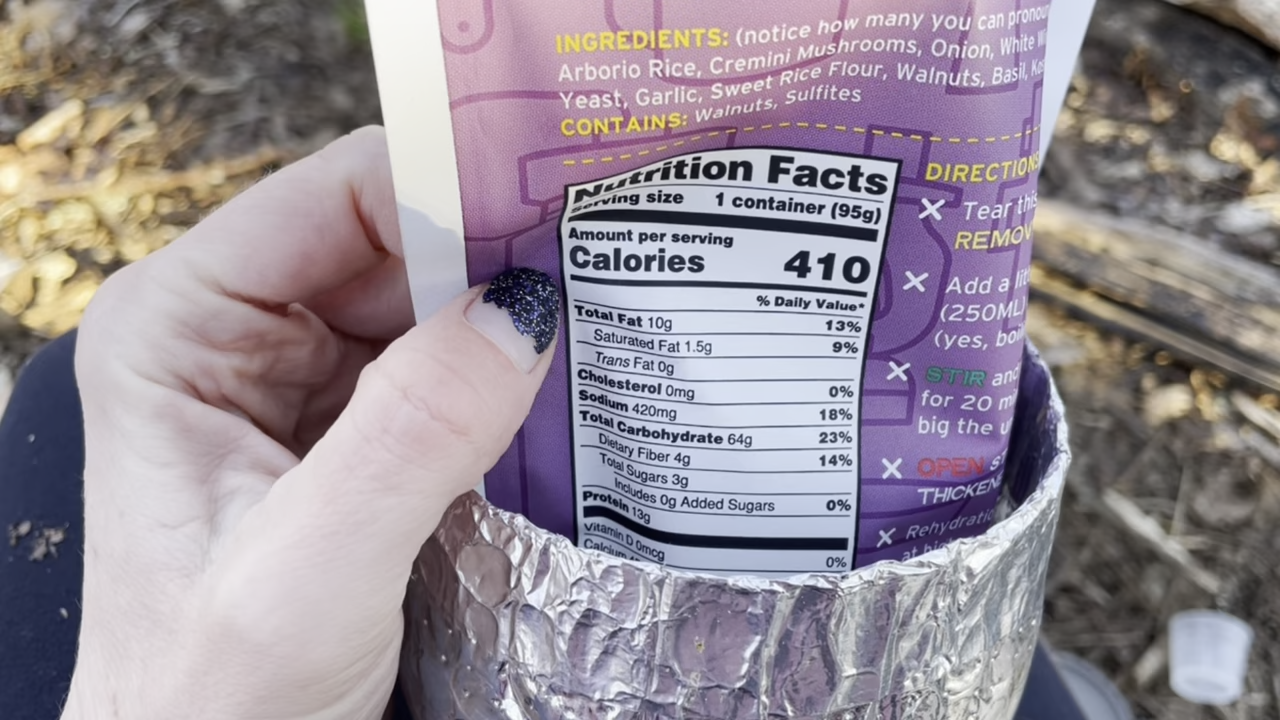 INGREDIENTS: (notice how many you can
Arborio Rice, Cremini Mushrooms, Onion, White
Yeast, Garlic, Sweet Rice Flour, Walnuts, Basil,
CONTAINS: Walnuts, Sulfites
Nutrition Facts
Serving size 1 container (95g)
Amount per serving
Calories 410
% Daily Value*
Total Fat 10g 13%
Saturated Fat 1.5g 9%
Trans Fat 0g
Cholesterol 0mg 0%
Sodium 420mg 18%
Total Carbohydrate 64g 23%
Dietary Fiber 4g 14%
Total Sugars 3g
Includes 0g Added Sugars 0%
Protein 13g
Vitamin D 0mcg 0%
Calcium
DIRECTION
Tear this
REMOV
Add a
(250ML)
(yes,
STIR and
for 20
big the
OPEN
THICKEN
Rehydratio
at